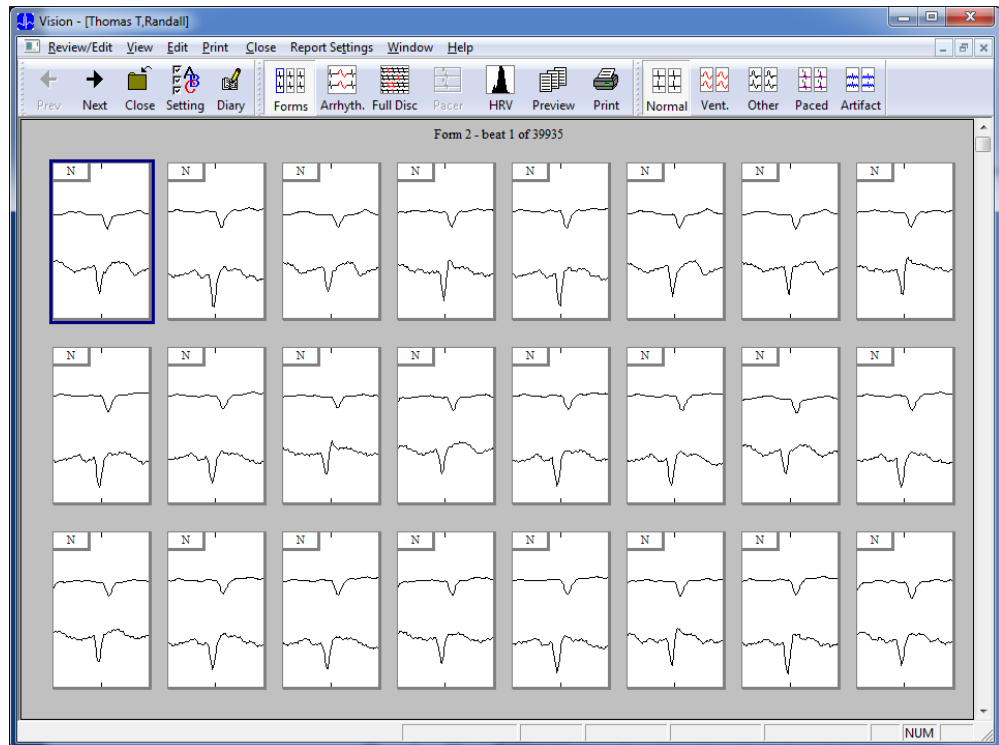 Vision - [Thomas T,Randall]
Review/Edit View Edit Print Close Report Settings Window Help
Prev Next Close Setting Diary Forms Arrhyth. Full Disc Pacer HRV Preview Print Normal Vent. Other Paced Artifact
Form 2 - beat 1 of 39935
N N N N N N N N
N N N N N N N N
N N N N N N N N
NUM